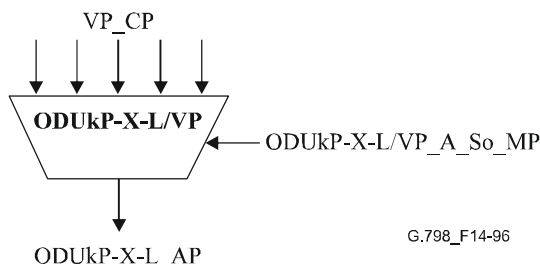 VP_CP
ODUkP-X-L/VP
ODUkP-X-L/VP_A_So_MP
G.798_F14-96
ODUkP-X-L_AP